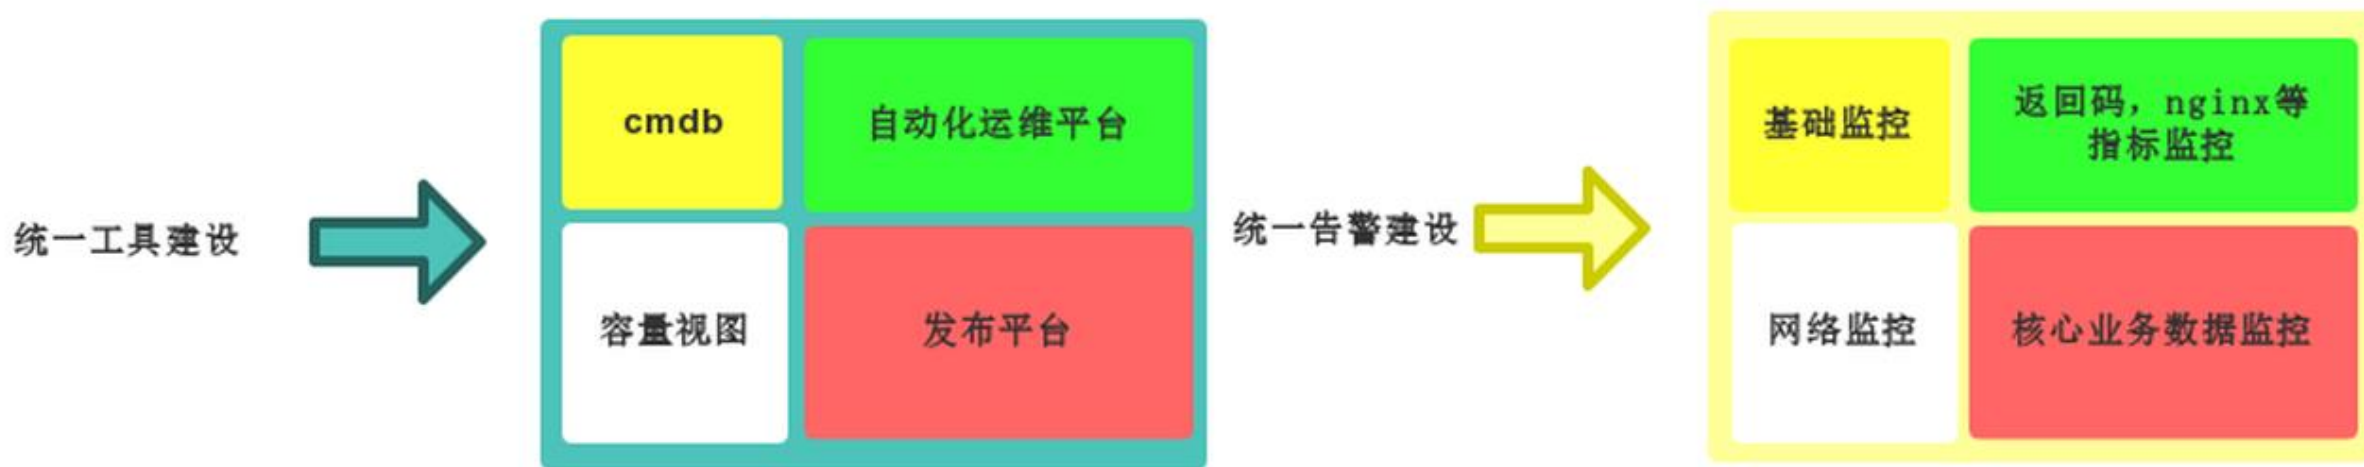 统一工具建设
cmdb
自动化运维平台
容量视图
发布平台
统一告警建设
基础监控
返回码，nginx等
指标监控
网络监控
核心业务数据监控